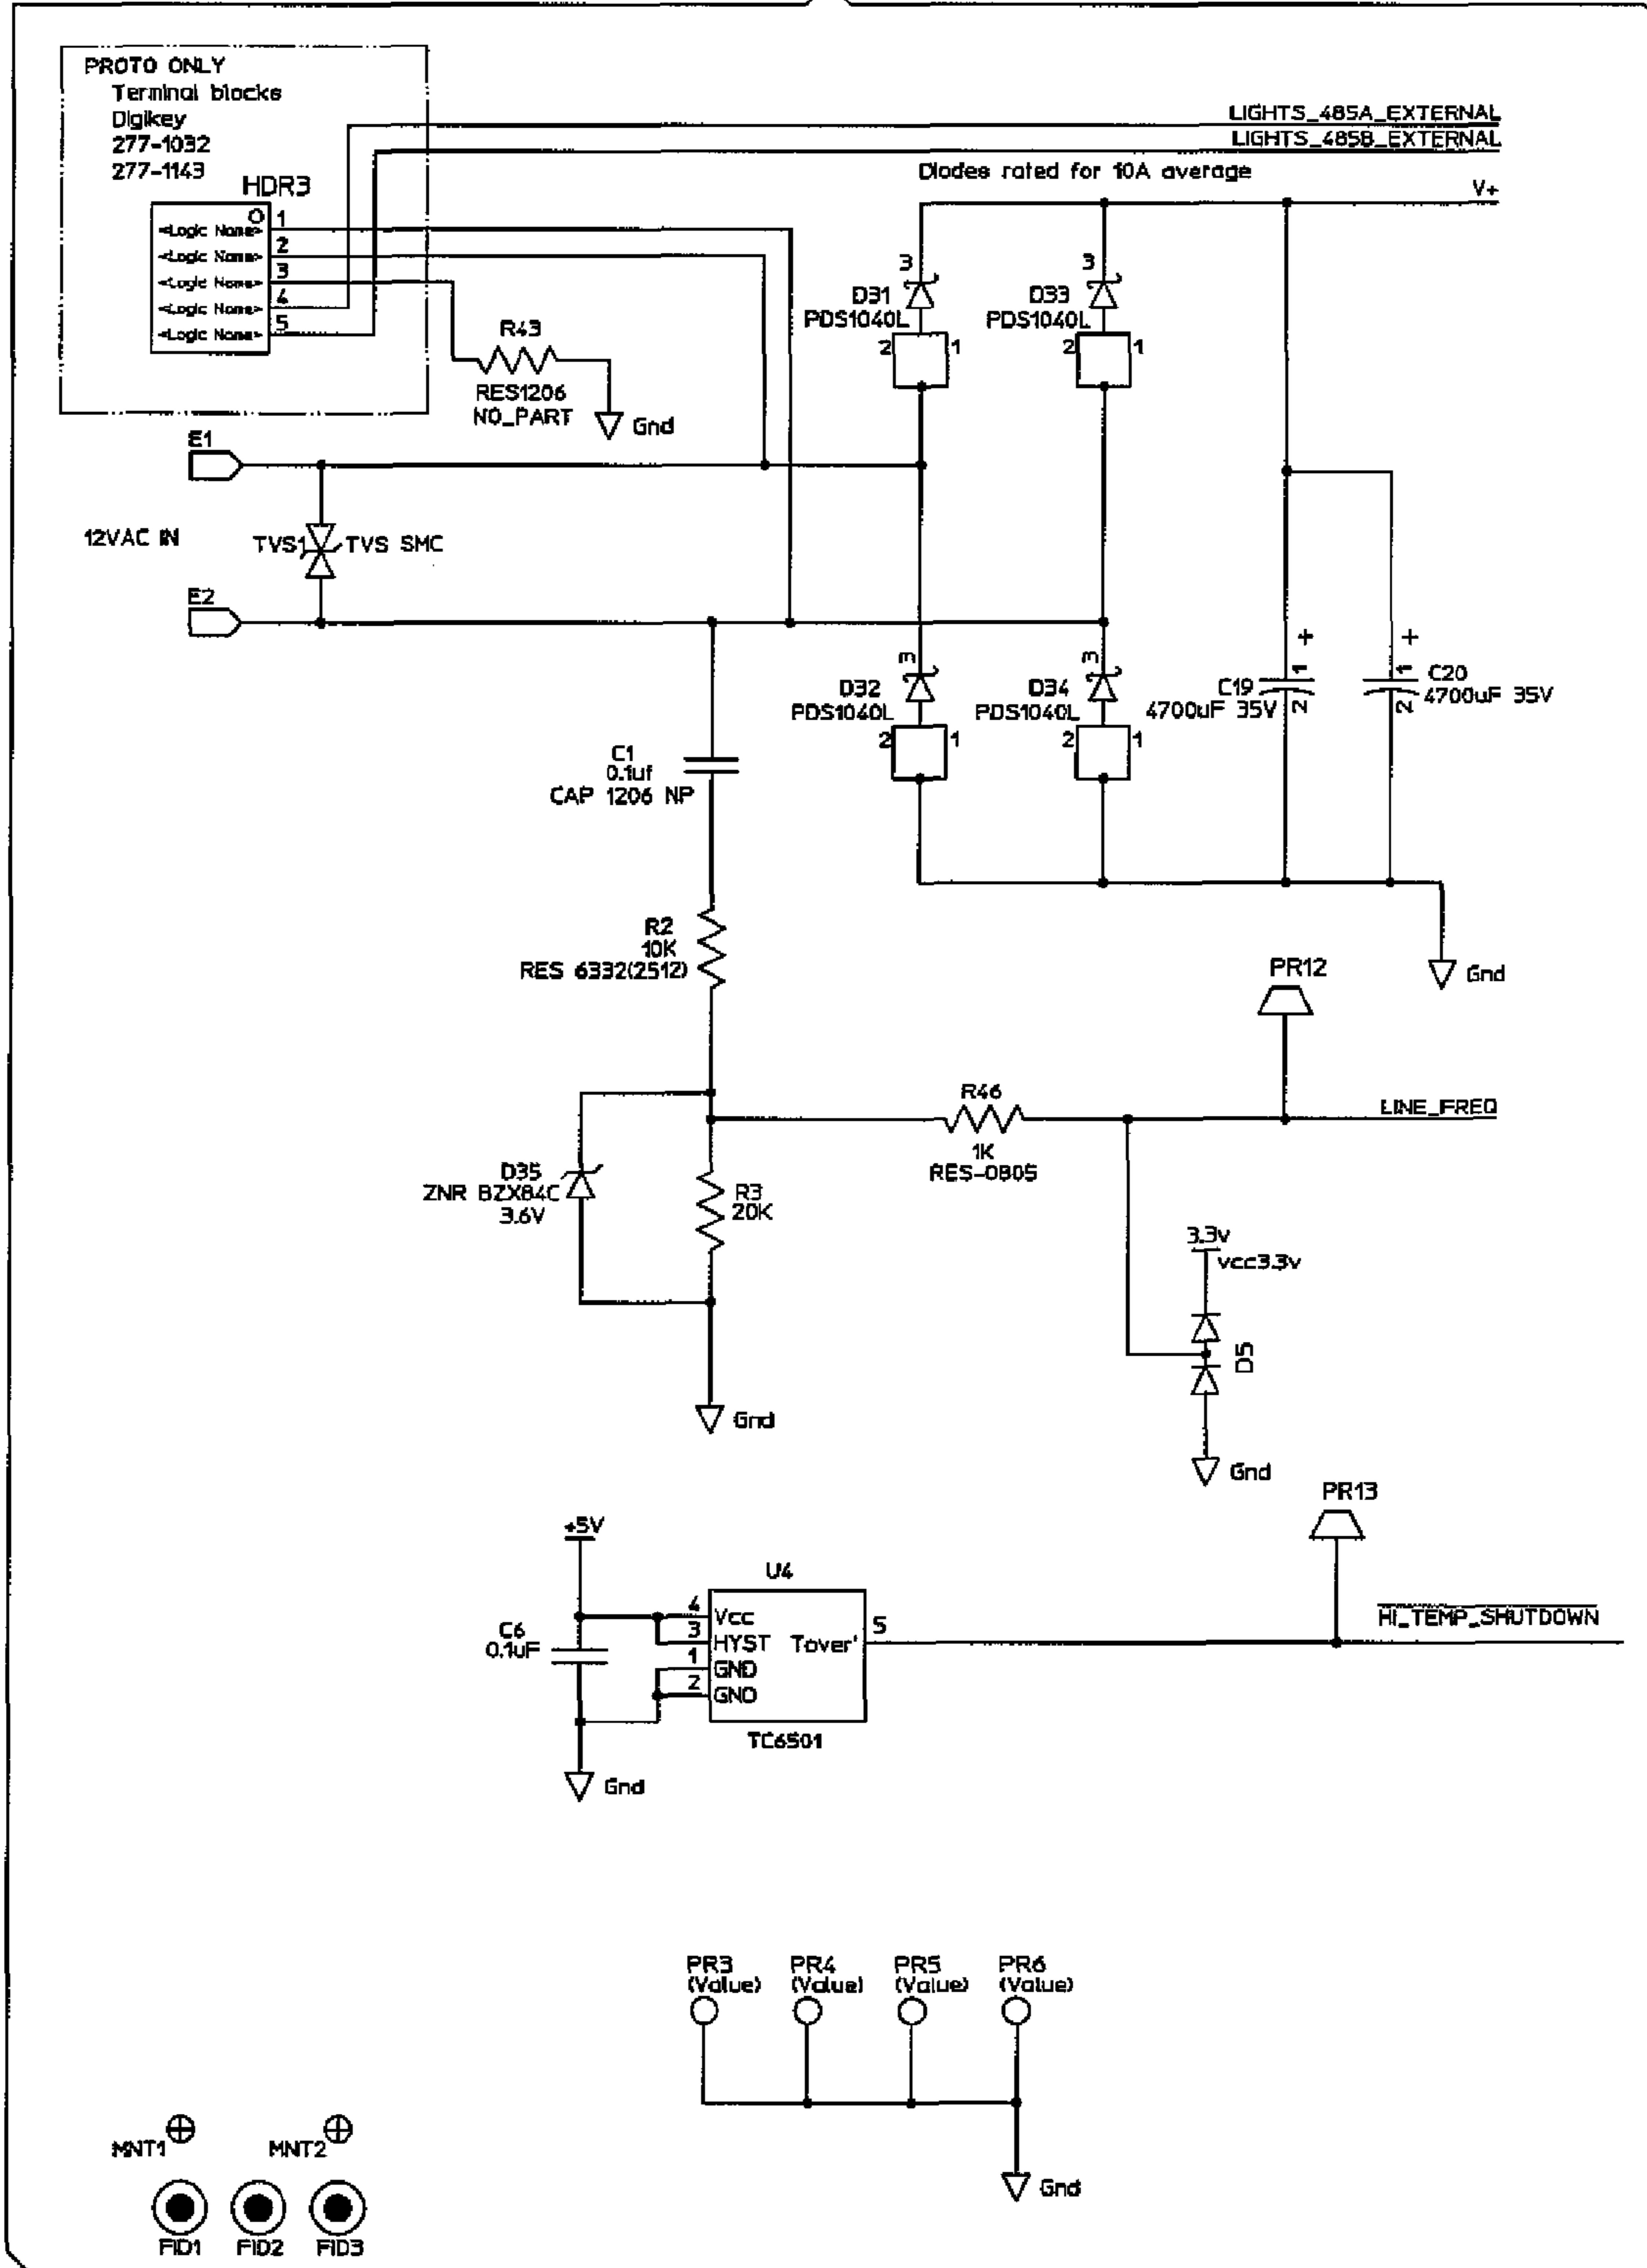 PROTO ONLY
Terminal blocks
Digikey
277-1032
277-1143
HDR3
<Logic Name> 1
<Logic Name> 2
<Logic Name> 3
<Logic Name> 4
<Logic Name> 5
LIGHTS_485A_EXTERNAL
LIGHTS_485B_EXTERNAL
Diodes rated for 10A average
V+
R43
RES1206
NO_PART
Gnd
3
D31
PDS1040L
2 1
3
D33
PDS1040L
2 1
E1
12VAC IN
TVS1 TVS SMC
E2
3
D32
PDS1040L
2 1
3
D34
PDS1040L
2 1
+
1
C19
4700uF 35V
2
+
1
C20
4700uF 35V
2
C1
0.1uf
CAP 1206 NP
R2
10K
RES 6332(2512)
Gnd
PR12
R46
1K
RES-0805
LINE_FREQ
D35
ZNR BZX84C
3.6V
R3
20K
3.3v
vcc3.3v
D5
Gnd
Gnd
PR13
+5V
U4
C6
0.1uF
4 Vcc
3 HYST
1 GND
2 GND
Tover' 5
TC6501
HI_TEMP_SHUTDOWN
Gnd
PR3
(Value)
PR4
(Value)
PR5
(Value)
PR6
(Value)
Gnd
MNT1
MNT2
FID1
FID2
FID3